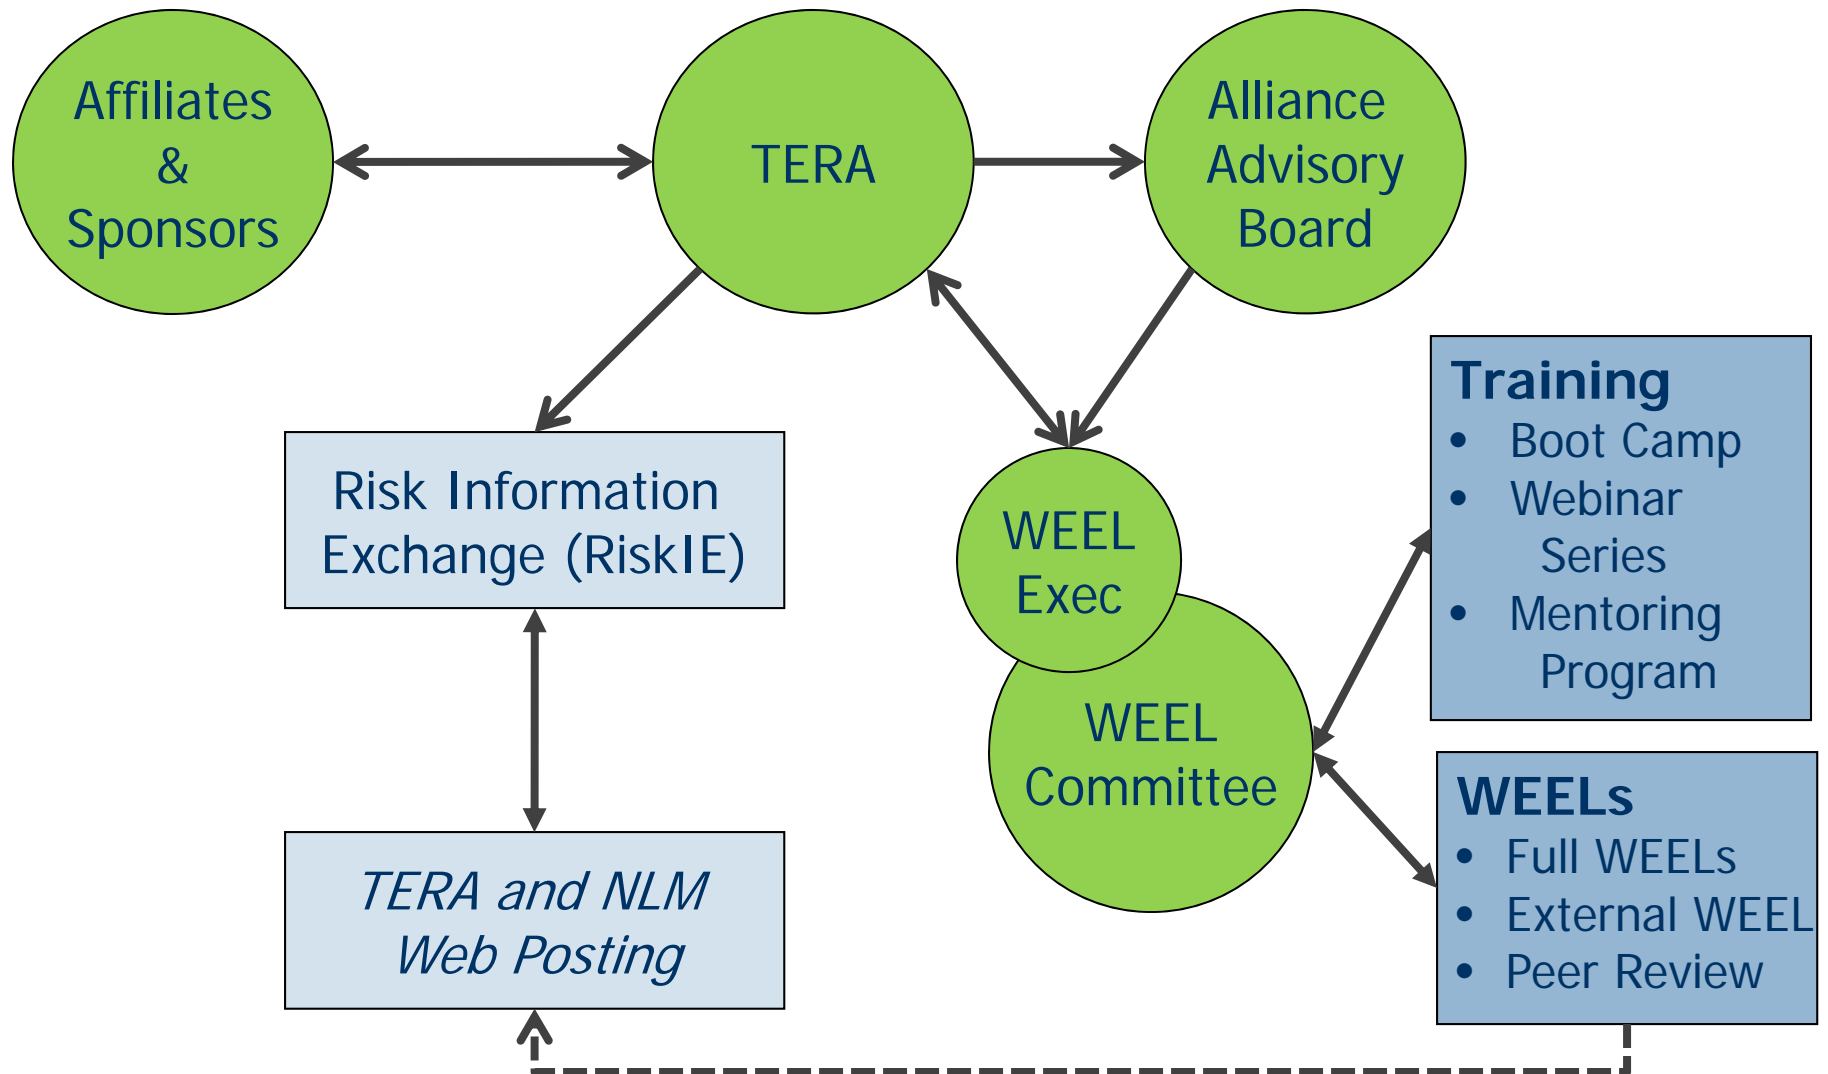 Affiliates
&
Sponsors
TERA
Alliance
Advisory
Board
Risk Information
Exchange (RiskIE)
WEEL
Exec
WEEL
Committee
Training
• Boot Camp
• Webinar
Series
• Mentoring
Program
TERA and NLM
Web Posting
WEELs
• Full WEELs
• External WEEL
• Peer Review